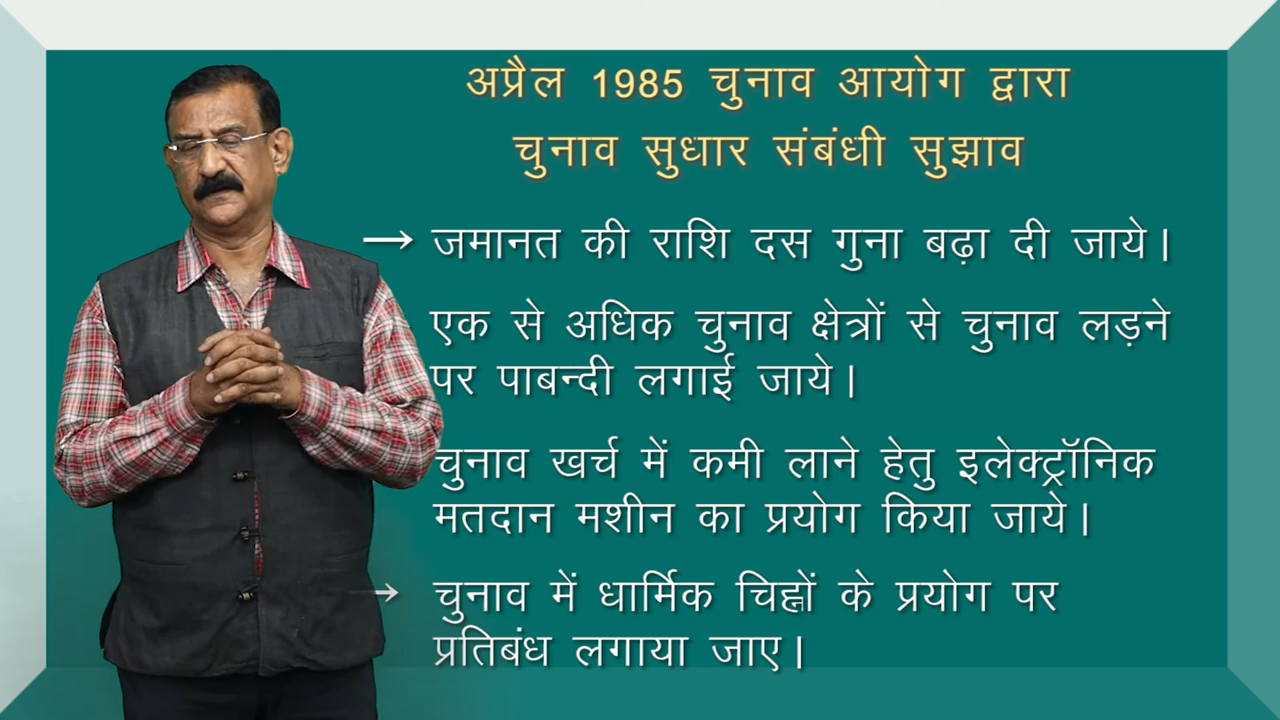 अप्रैल 1985 चुनाव आयोग द्वारा
चुनाव सुधार संबंधी सुझाव
→ जमानत की राशि दस गुना बढ़ा दी जाये।
एक से अधिक चुनाव क्षेत्रों से चुनाव लड़ने
पर पाबन्दी लगाई जाये।
चुनाव खर्च में कमी लाने हेतु इलेक्ट्रॉनिक
मतदान मशीन का प्रयोग किया जाये।
→ चुनाव में धार्मिक चिह्नों के प्रयोग पर
प्रतिबंध लगाया जाए।